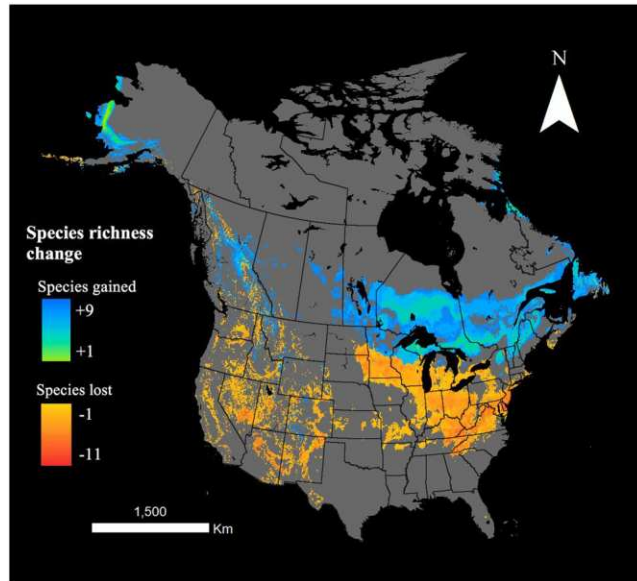 N
Species richness
change
Species gained
+9
+1
Species lost
-1
-11
1,500
Km